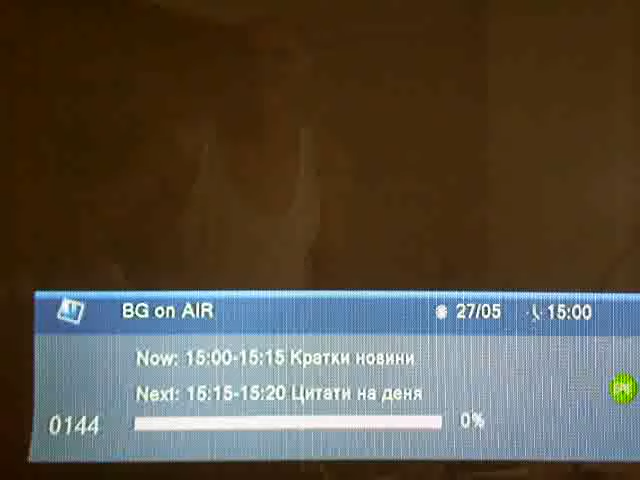 BG on AIR 27/05 15:00
Now: 15:00-15:15 Кратки новини
Next: 15:15-15:20 Цитати на деня
0144 0%